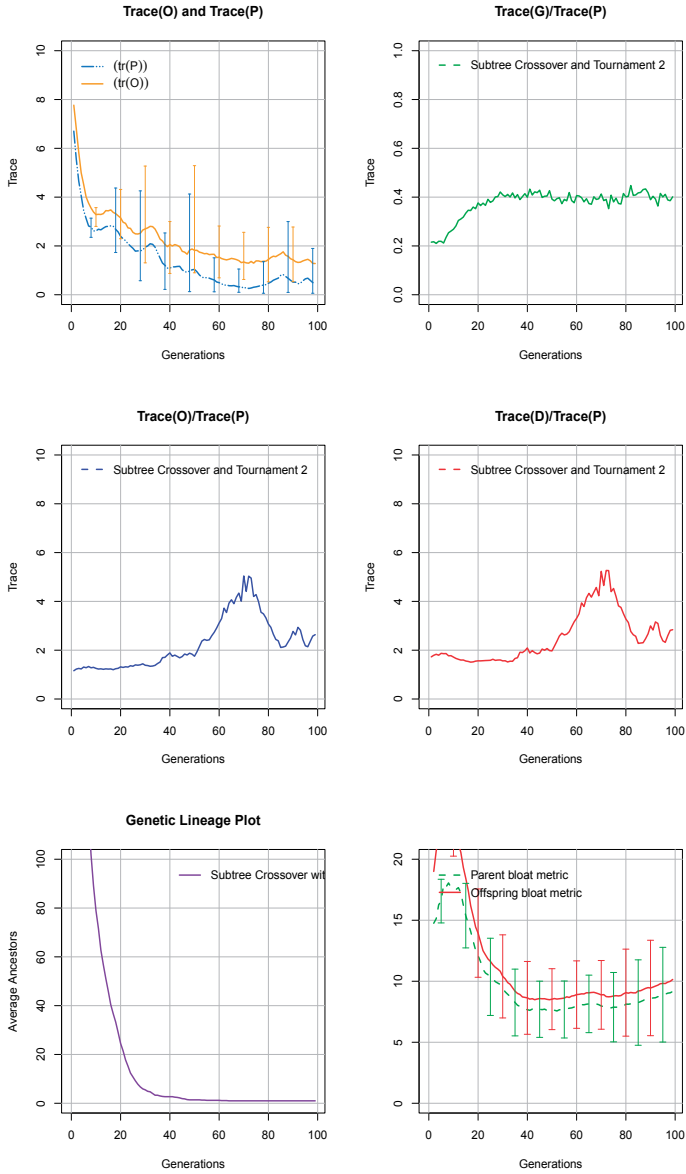 Trace(O) and Trace(P)
10
8
6
4
2
0
Trace
(tr(P))
(tr(O))
0 20 40 60 80 100
Generations
Trace(G)/Trace(P)
1.0
0.8
0.6
0.4
0.2
0.0
Trace
Subtree Crossover and Tournament 2
0 20 40 60 80 100
Generations
Trace(O)/Trace(P)
10
8
6
4
2
0
Trace
Subtree Crossover and Tournament 2
0 20 40 60 80 100
Generations
Trace(D)/Trace(P)
10
8
6
4
2
0
Trace
Subtree Crossover and Tournament 2
0 20 40 60 80 100
Generations
Genetic Lineage Plot
100
80
60
40
20
0
Average Ancestors
Subtree Crossover wit
0 20 40 60 80 100
Generations
20
15
10
5
0
Parent bloat metric
Offspring bloat metric
0 20 40 60 80 100
Generations